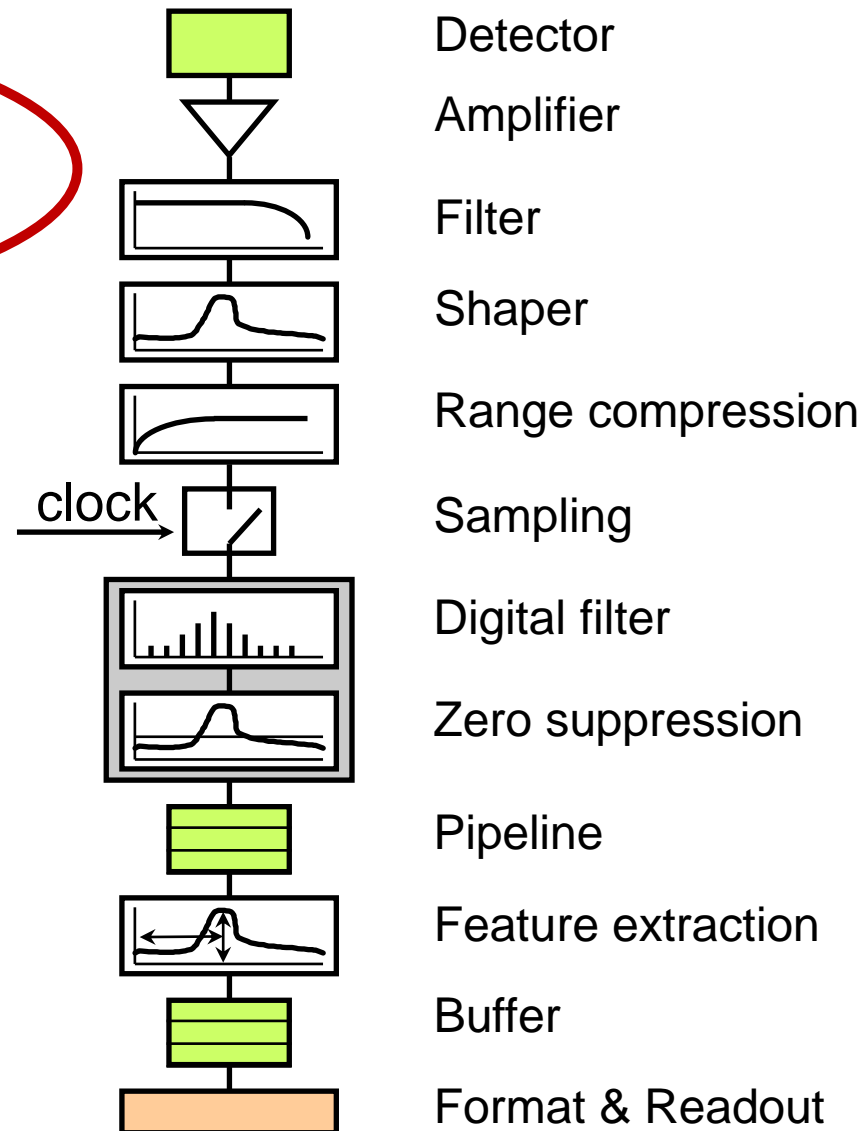 Detector
Amplifier
Filter
Shaper
Range compression
clock
Sampling
Digital filter
Zero suppression
Pipeline
Feature extraction
Buffer
Format & Readout